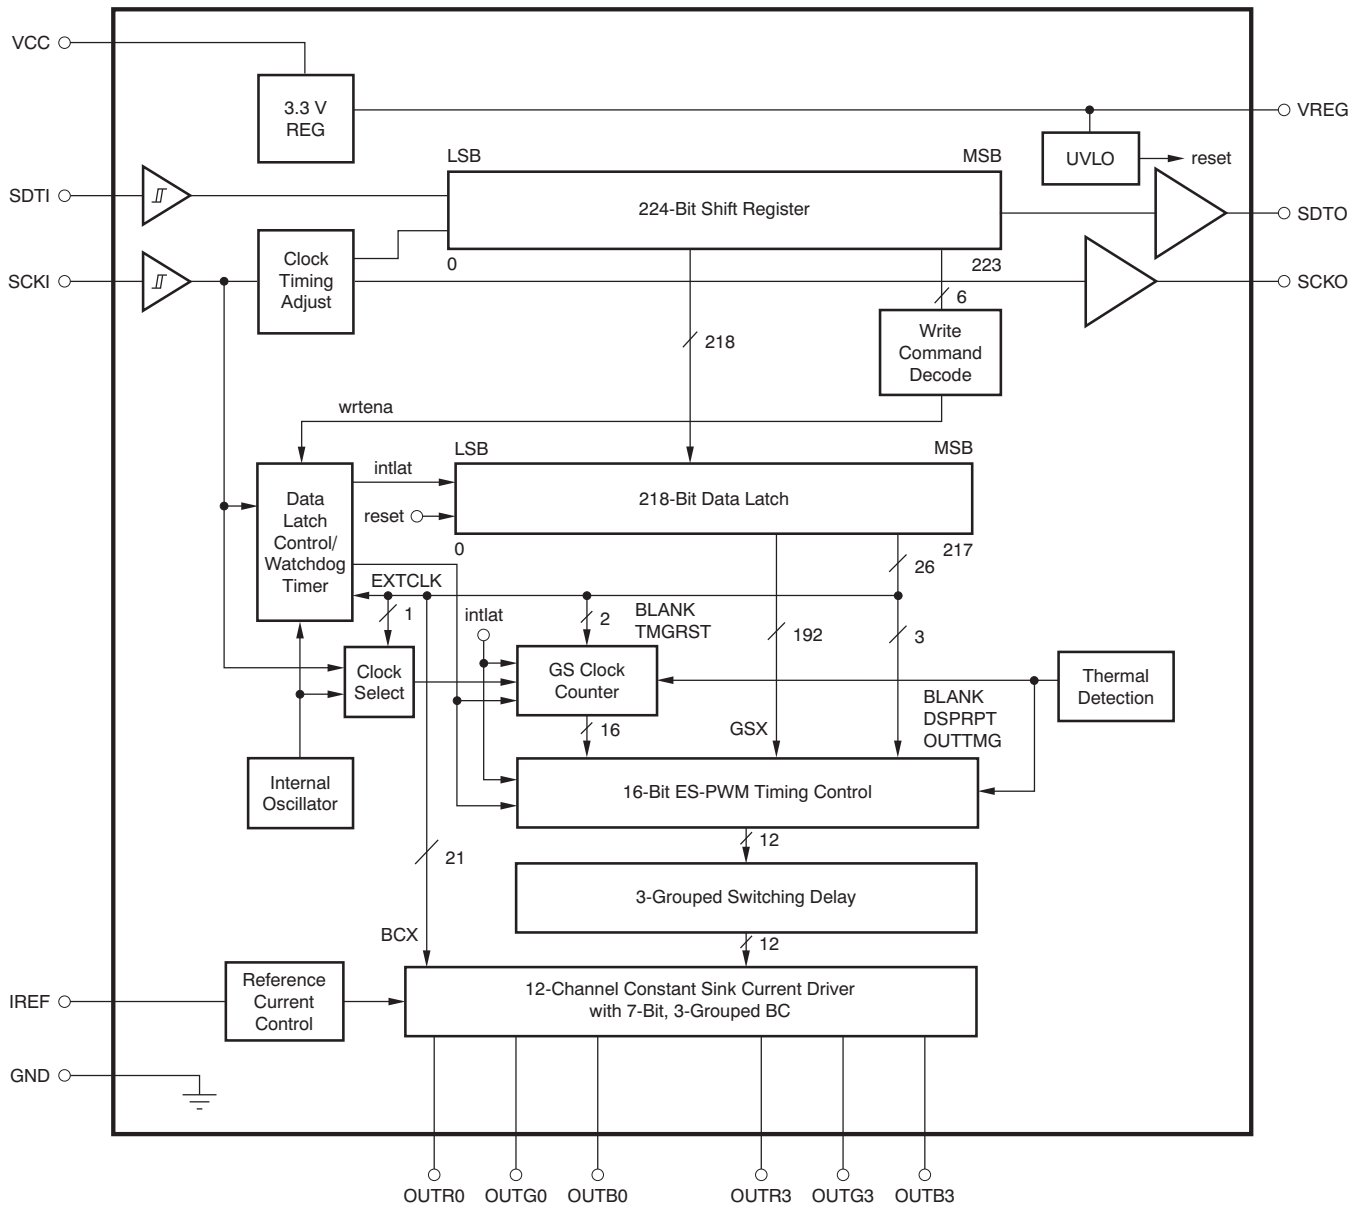 VCC
3.3 V
REG
VREG
UVLO
reset
LSB
MSB
SDTI
224-Bit Shift Register
SDTO
0
223
SCKI
Clock
Timing
Adjust
SCKO
6
218
Write
Command
Decode
wrtena
LSB
MSB
intlat
Data
Latch
Control/
Watchdog
Timer
218-Bit Data Latch
reset
0
217
26
EXTCLK
1
intlat
2
BLANK
TMGRST
192
3
Clock
Select
GS Clock
Counter
Thermal
Detection
16
GSX
BLANK
DSPRPT
OUTTMG
Internal
Oscillator
16-Bit ES-PWM Timing Control
12
21
3-Grouped Switching Delay
BCX
12
IREF
Reference
Current
Control
12-Channel Constant Sink Current Driver
with 7-Bit, 3-Grouped BC
GND
OUTR0
OUTG0
OUTB0
OUTR3
OUTG3
OUTB3